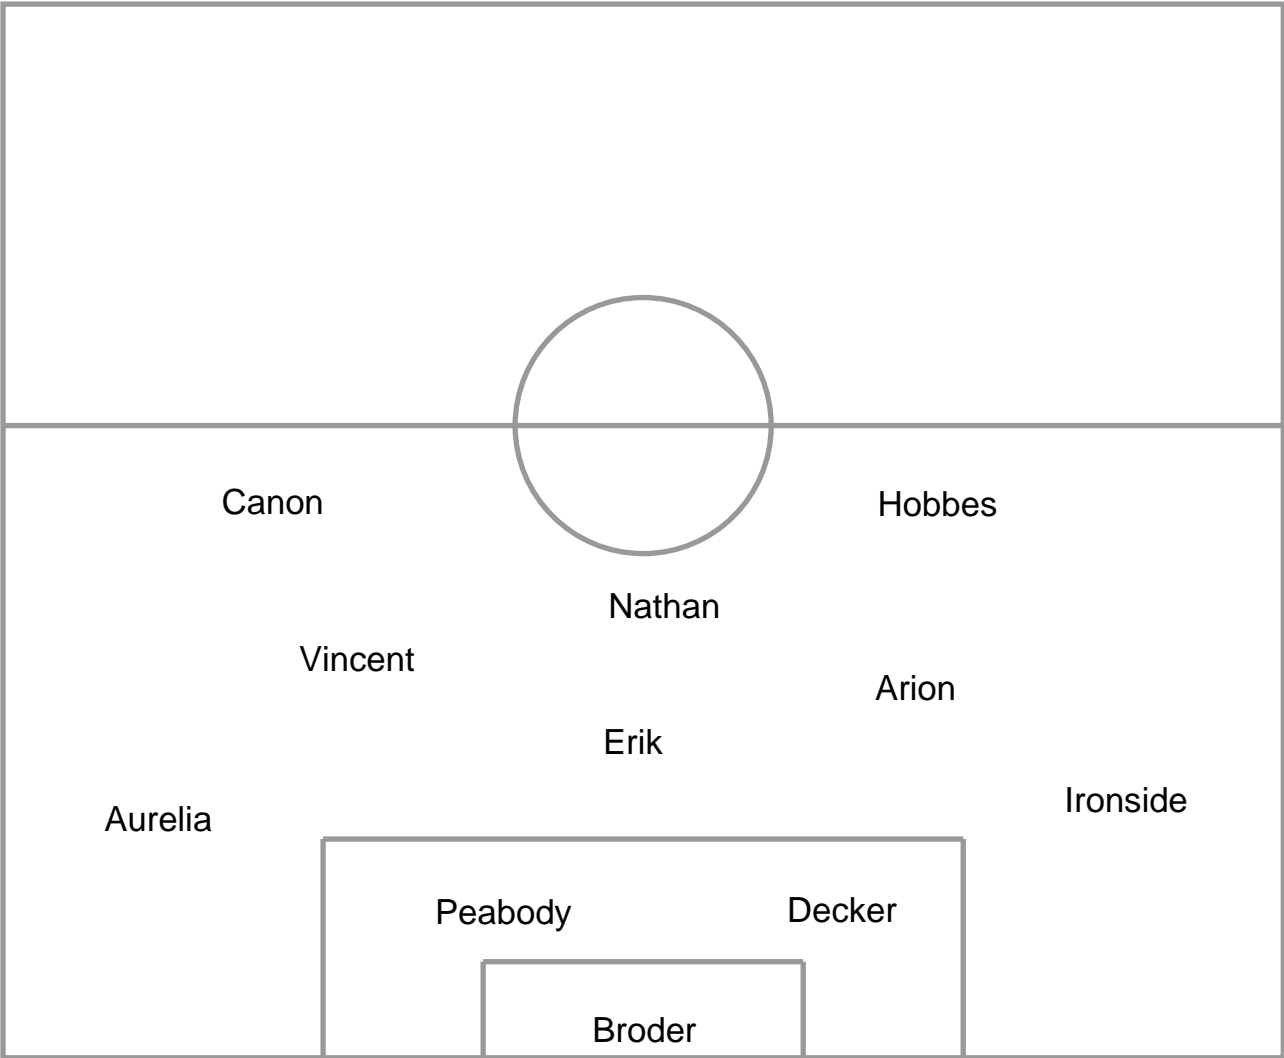 Canon
Hobbes
Nathan
Vincent
Arion
Erik
Ironside
Aurelia
Peabody
Decker
Broder